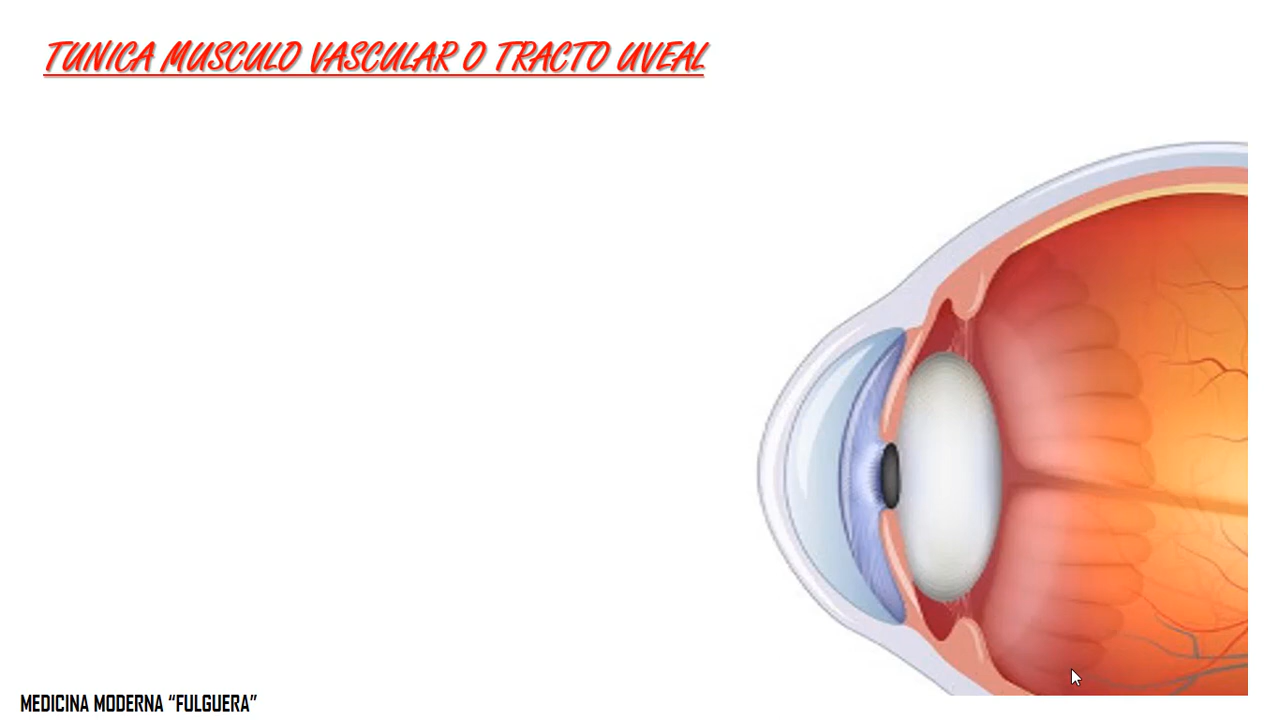 TUNICA MUSCULO VASCULAR O TRACTO UVEAL
MEDICINA MODERNA “FULGUERA”